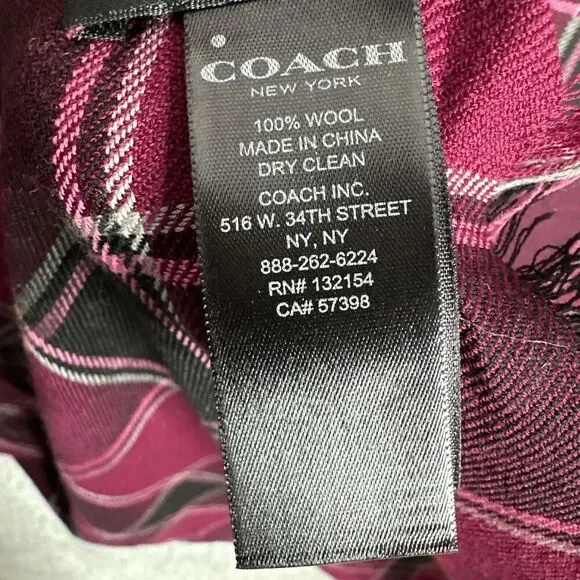 COACH
NEW YORK
100% WOOL
MADE IN CHINA
DRY CLEAN
COACH INC.
516 W. 34TH STREET
NY, NY
888-262-6224
RN# 132154
CA# 57398